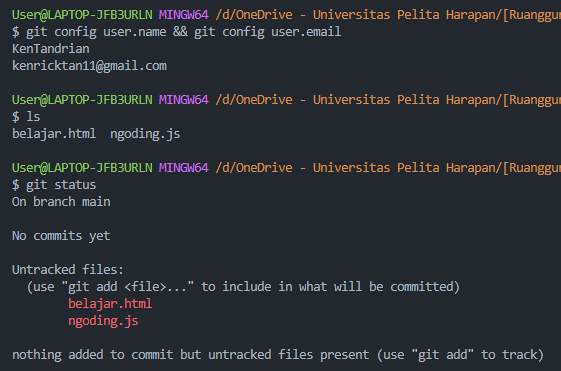 User@LAPTOP-JFB3URLN MINGW64 /d/OneDrive - Universitas Pelita Harapan/[Ruanggur
$ git config user.name && git config user.email
KenTandrian
kenricktan11@gmail.com
User@LAPTOP-JFB3URLN MINGW64 /d/OneDrive - Universitas Pelita Harapan/[Ruanggur
$ ls
belajar.html  ngoding.js
User@LAPTOP-JFB3URLN MINGW64 /d/OneDrive - Universitas Pelita Harapan/[Ruanggur
$ git status
On branch main
No commits yet
Untracked files:
  (use "git add <file>..." to include in what will be committed)
        belajar.html
        ngoding.js
nothing added to commit but untracked files present (use "git add" to track)